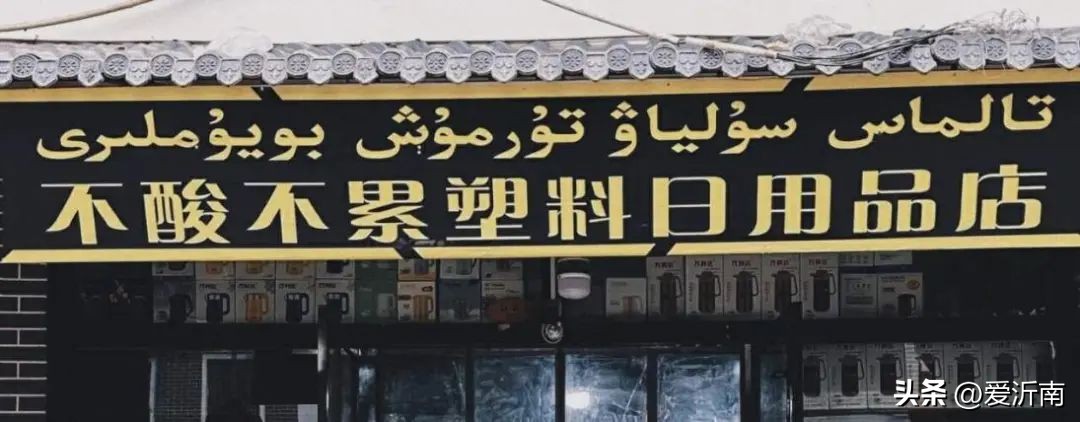 تالماس سۇلياۋ تۇرمۇش بويۇملىرى
不酸不累塑料日用品店
头条 @爱沂南